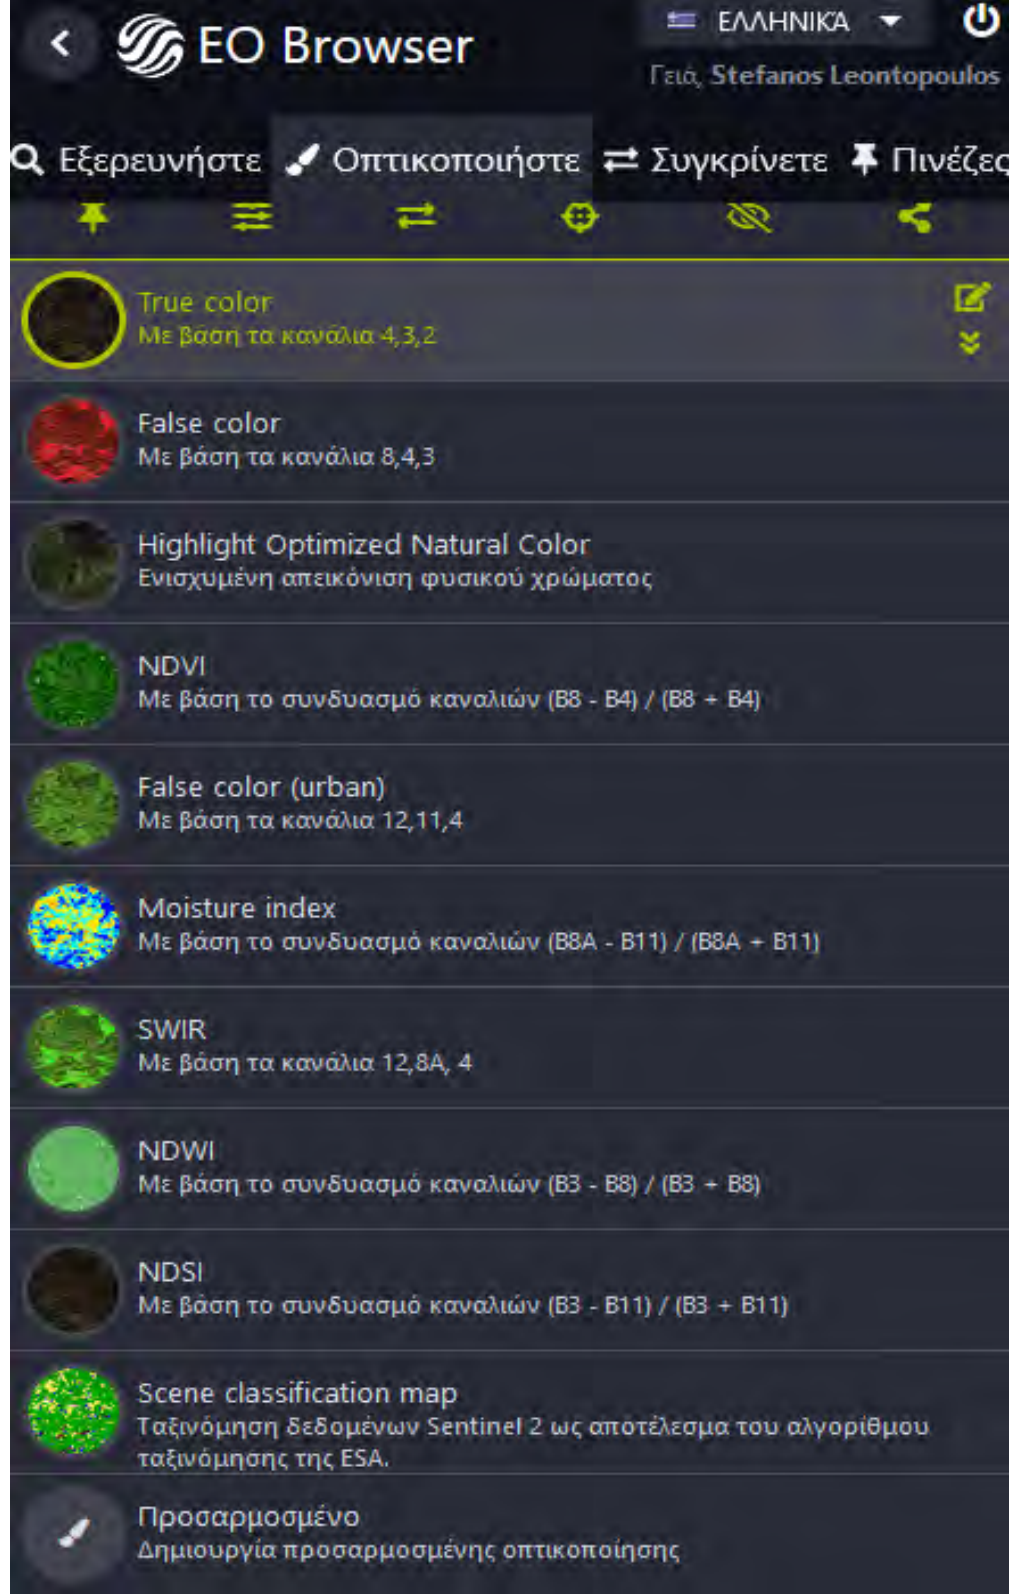 EO Browser
ΕΛΛΗΝΙΚΆ
Γειά, Stefanos Leontopoulos
Εξερευνήστε
Οπτικοποιήστε
Συγκρίνετε
Πινέζες
True color
Με βάση τα κανάλια 4,3,2
False color
Με βάση τα κανάλια 8,4,3
Highlight Optimized Natural Color
Ενισχυμένη απεικόνιση φυσικού χρώματος
NDVI
Με βάση το συνδυασμό καναλιών (B8 - B4) / (B8 + B4)
False color (urban)
Με βάση τα κανάλια 12,11,4
Moisture index
Με βάση το συνδυασμό καναλιών (B8A - B11) / (B8A + B11)
SWIR
Με βάση τα κανάλια 12,8A, 4
NDWI
Με βάση το συνδυασμό καναλιών (B3 - B8) / (B3 + B8)
NDSI
Με βάση το συνδυασμό καναλιών (B3 - B11) / (B3 + B11)
Scene classification map
Ταξινόμηση δεδομένων Sentinel 2 ως αποτέλεσμα του αλγορίθμου
ταξινόμησης της ESA.
Προσαρμοσμένο
Δημιουργία προσαρμοσμένης οπτικοποίησης